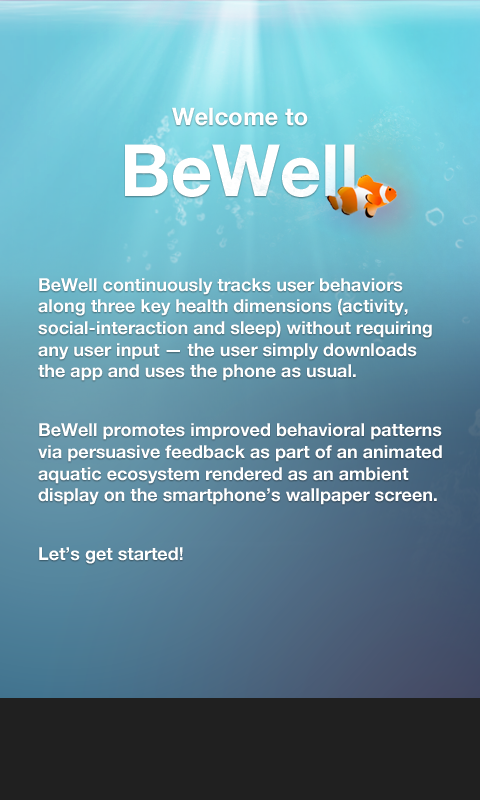 Welcome to
BeWell
BeWell continuously tracks user behaviors
along three key health dimensions (activity,
social-interaction and sleep) without requiring
any user input — the user simply downloads
the app and uses the phone as usual.
BeWell promotes improved behavioral patterns
via persuasive feedback as part of an animated
aquatic ecosystem rendered as an ambient
display on the smartphone’s wallpaper screen.
Let’s get started!